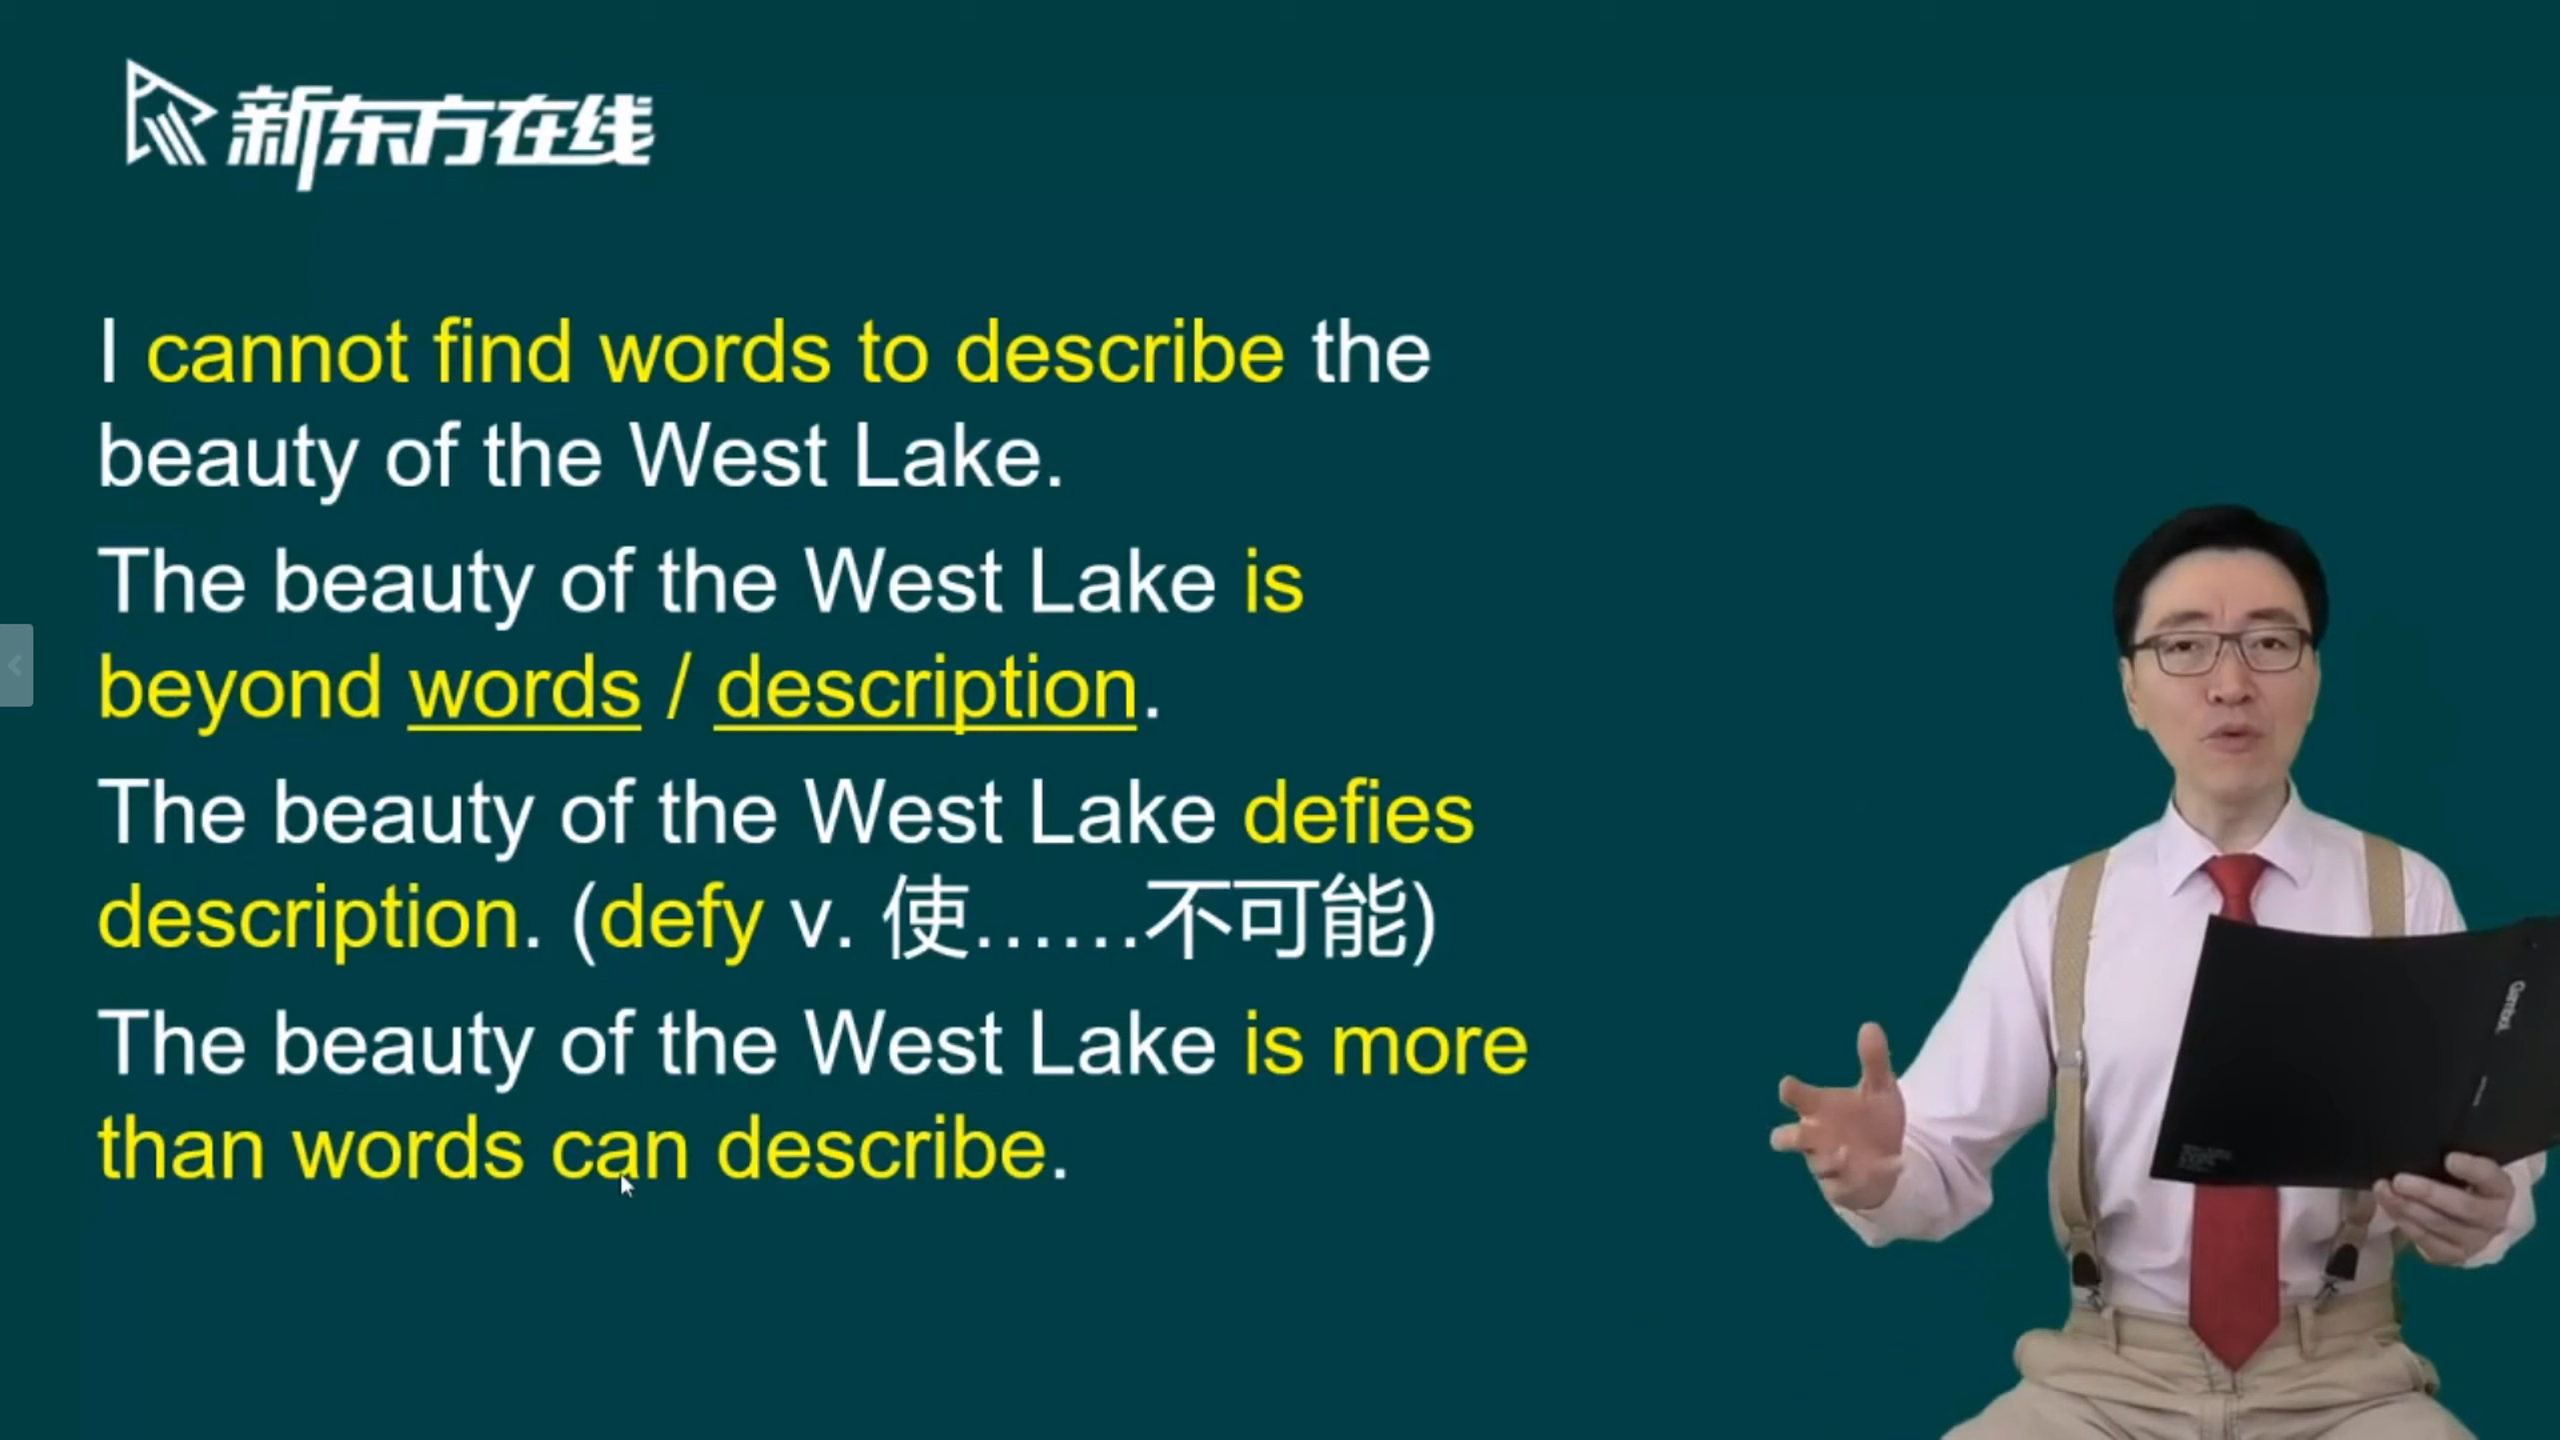 新东方在线
I cannot find words to describe the
beauty of the West Lake.
The beauty of the West Lake is
beyond words / description.
The beauty of the West Lake defies
description. (defy v. 使……不可能)
The beauty of the West Lake is more
than words can describe.